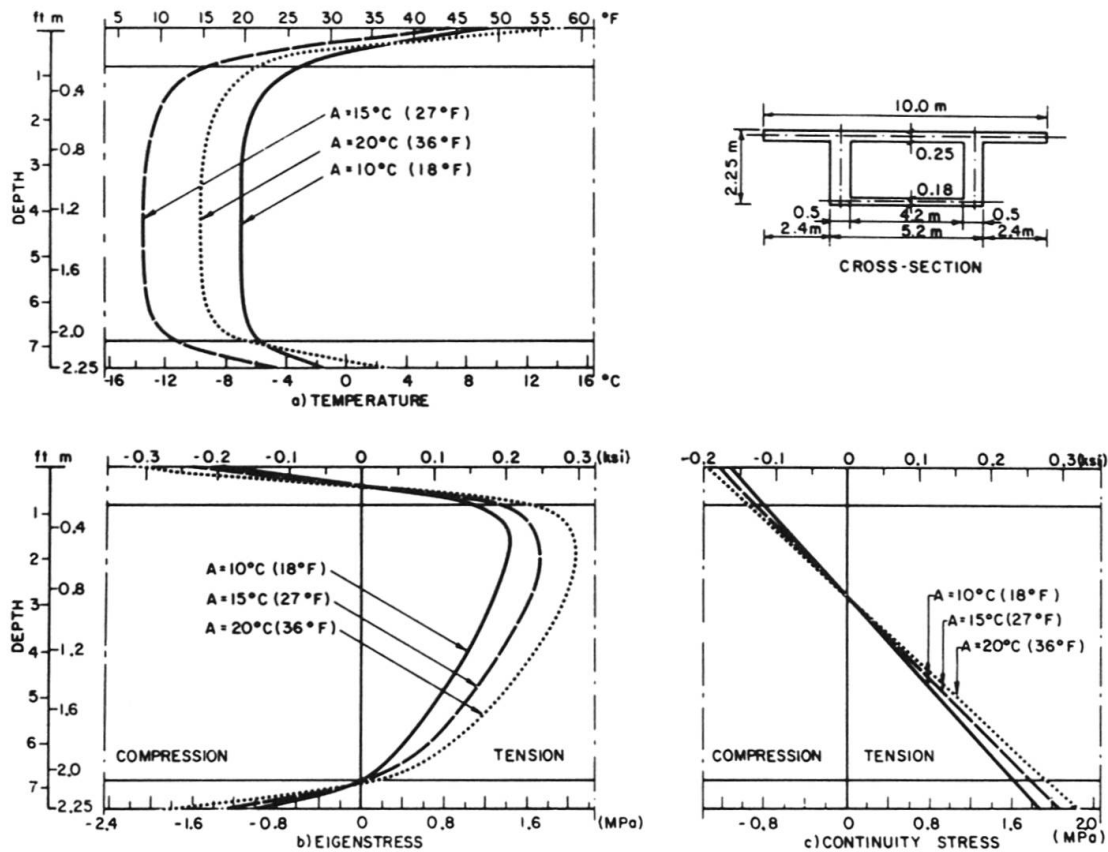 ft m
5 10 15 20 25 30 35 40 45 50 55 60 °F
DEPTH
1 2 3 4 5 6 7
0.4 0.8 1.2 1.6 2.0 2.25
A=15°C (27°F)
A=20°C (36°F)
A=10°C (18°F)
-16 -12 -8 -4 0 4 8 12 16 °C
a) TEMPERATURE
10.0 m
2.25 m
0.25
0.18
0.5 4.2 m 0.5
2.4m 5.2m 2.4m
CROSS-SECTION
ft m
-0.3 -0.2 -0.1 0 0.1 0.2 0.3 (ksi)
DEPTH
1 2 3 4 5 6 7
0.4 0.8 1.2 1.6 2.0 2.25
A=10°C (18°F)
A=15°C (27°F)
A=20°C (36°F)
COMPRESSION TENSION
-2.4 -1.6 -0.8 0 0.8 1.6 (MPa)
b) EIGENSTRESS
-0.2 -0.1 0 0.1 0.2 0.3 (ksi)
A=10°C (18°F)
A=15°C (27°F)
A=20°C (36°F)
COMPRESSION TENSION
-0.8 0 0.8 1.6 2.0 (MPa)
c) CONTINUITY STRESS